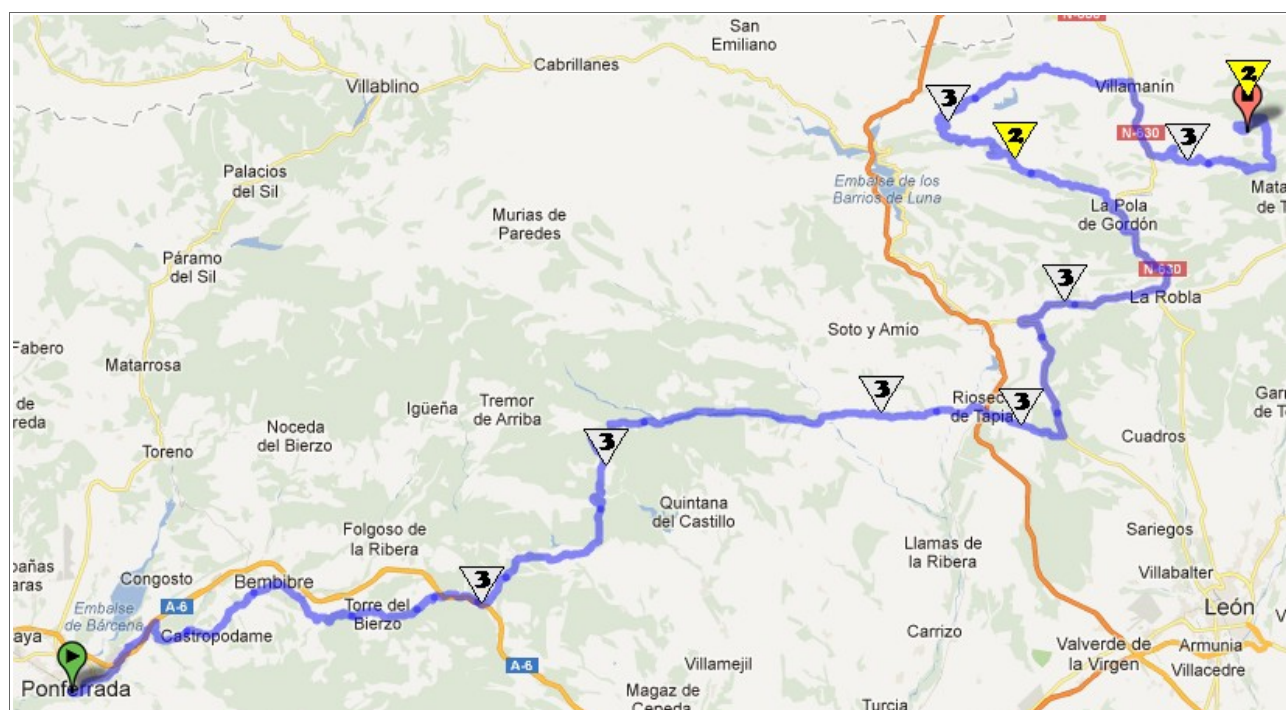 N-630
San
Emiliano
Cabrillanes
Villablino
Villamanín
3
2
2
N-630
3
Palacios
del Sil
Embalse de los
Barrios de Luna
Murias de
Paredes
La Pola
de Gordón
Mata
de T
Páramo
del Sil
N-630
3
La Robla
Soto y Amío
Fabero
Matarrosa
3
Riosec
de Tapia
3
Igüeña
Tremor
de Arriba
de
reda
Noceda
del Bierzo
3
Gar
de T
Cuadros
Toreno
Quintana
del Castillo
Folgoso de
la Ribera
Sariegos
Llamas de
la Ribera
3
Congosto
Bembibre
Villabalter
Embalse
de Bárcena
A-6
Torre del
Bierzo
León
Castropodame
Carrizo
Valverde de
la Virgen
Armunia
Villacedre
A-6
Villamejil
Ponferrada
Magaz de
Cepeda
Turcia